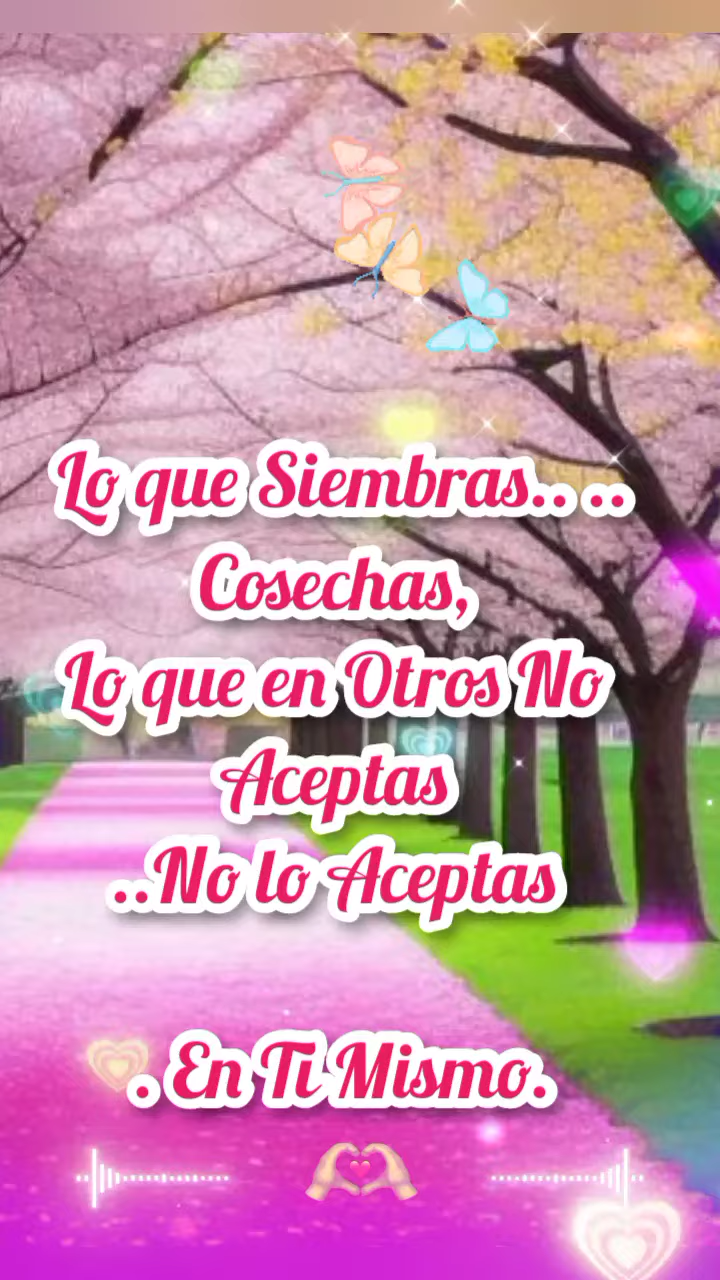 Lo que Siembras.. ..
Cosechas,
Lo que en Otros No
Aceptas
..No lo Aceptas
. En Ti Mismo.